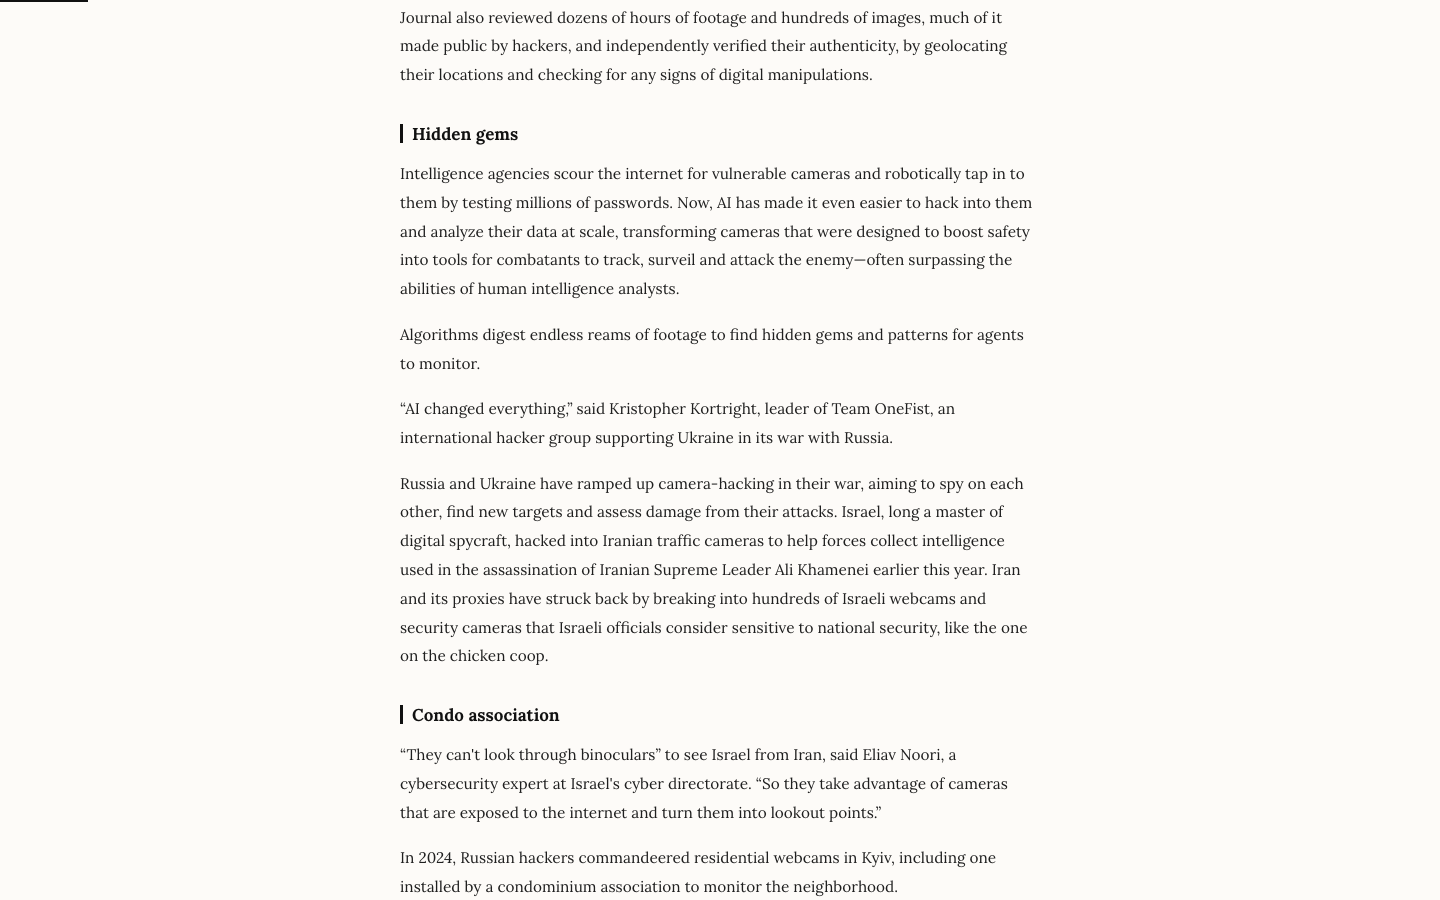 Journal also reviewed dozens of hours of footage and hundreds of images, much of it
made public by hackers, and independently verified their authenticity, by geolocating
their locations and checking for any signs of digital manipulations.
Hidden gems
Intelligence agencies scour the internet for vulnerable cameras and robotically tap in to
them by testing millions of passwords. Now, AI has made it even easier to hack into them
and analyze their data at scale, transforming cameras that were designed to boost safety
into tools for combatants to track, surveil and attack the enemy—often surpassing the
abilities of human intelligence analysts.
Algorithms digest endless reams of footage to find hidden gems and patterns for agents
to monitor.
“AI changed everything,” said Kristopher Kortright, leader of Team OneFist, an
international hacker group supporting Ukraine in its war with Russia.
Russia and Ukraine have ramped up camera-hacking in their war, aiming to spy on each
other, find new targets and assess damage from their attacks. Israel, long a master of
digital spycraft, hacked into Iranian traffic cameras to help forces collect intelligence
used in the assassination of Iranian Supreme Leader Ali Khamenei earlier this year. Iran
and its proxies have struck back by breaking into hundreds of Israeli webcams and
security cameras that Israeli officials consider sensitive to national security, like the one
on the chicken coop.
Condo association
“They can't look through binoculars” to see Israel from Iran, said Eliav Noori, a
cybersecurity expert at Israel's cyber directorate. “So they take advantage of cameras
that are exposed to the internet and turn them into lookout points.”
In 2024, Russian hackers commandeered residential webcams in Kyiv, including one
installed by a condominium association to monitor the neighborhood.